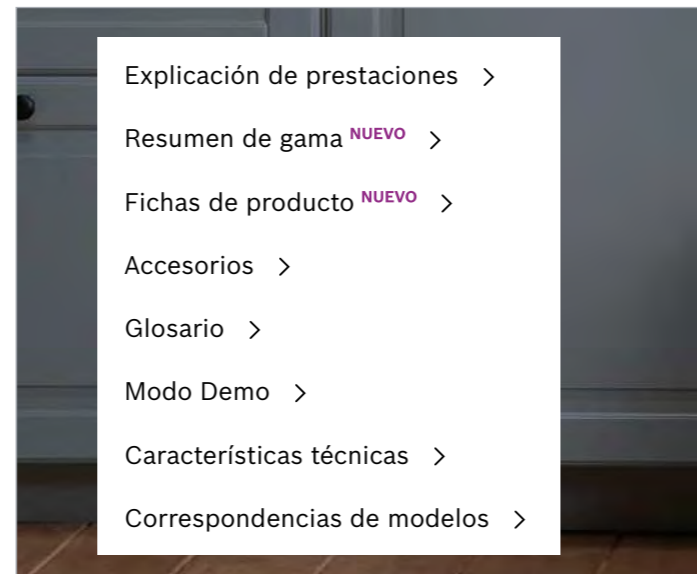 Explicación de prestaciones
Resumen de gama NUEVO
Fichas de producto NUEVO
Accesorios
Glosario
Modo Demo
Características técnicas
Correspondencias de modelos